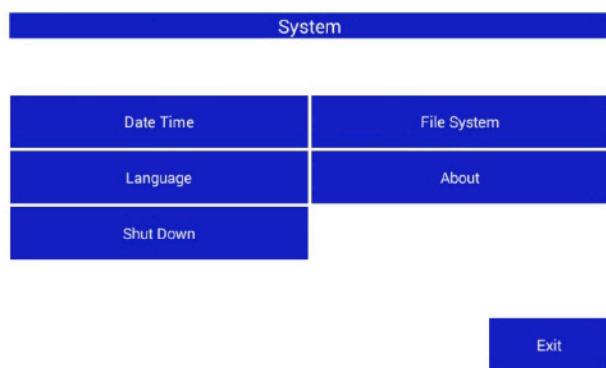 System
Date Time
File System
Language
About
Shut Down
Exit